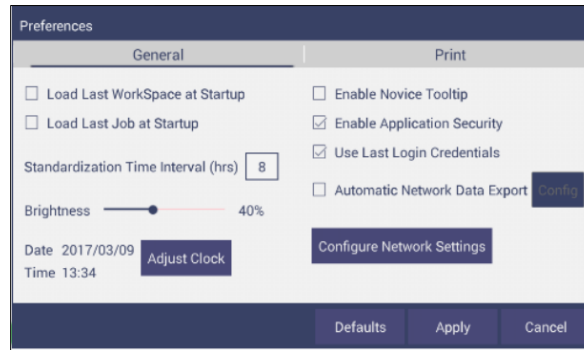 Preferences
General
Print
Load Last WorkSpace at Startup
Load Last Job at Startup
Standardization Time Interval (hrs) 8
Brightness 40%
Date 2017/03/09
Time 13:34
Adjust Clock
Enable Novice Tooltip
Enable Application Security
Use Last Login Credentials
Automatic Network Data Export Config
Configure Network Settings
Defaults Apply Cancel